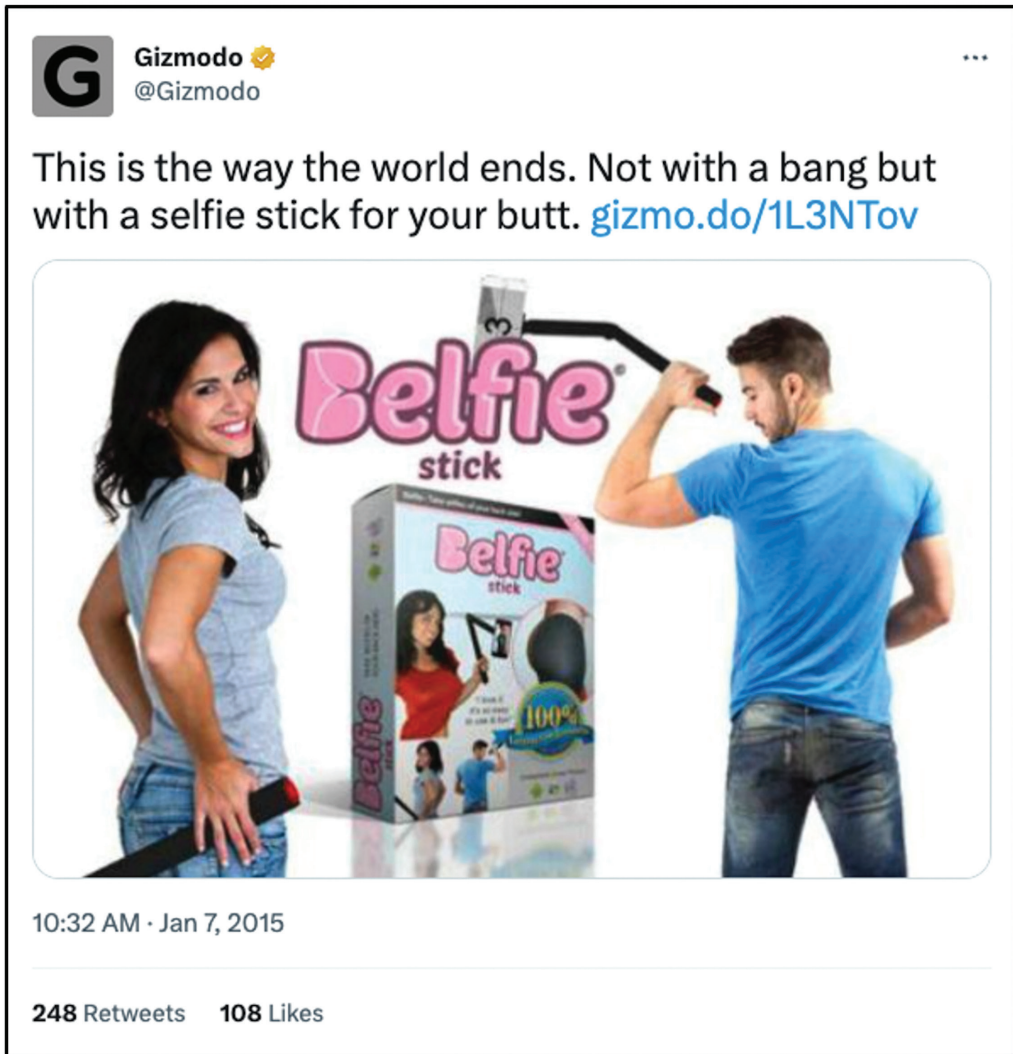 G
Gizmodo
@Gizmodo
This is the way the world ends. Not with a bang but
with a selfie stick for your butt. gizmo.do/1L3NTov
3
Belfie®
stick
Belfie
stick
100%
Belfie
stick
10:32 AM · Jan 7, 2015
248 Retweets 108 Likes